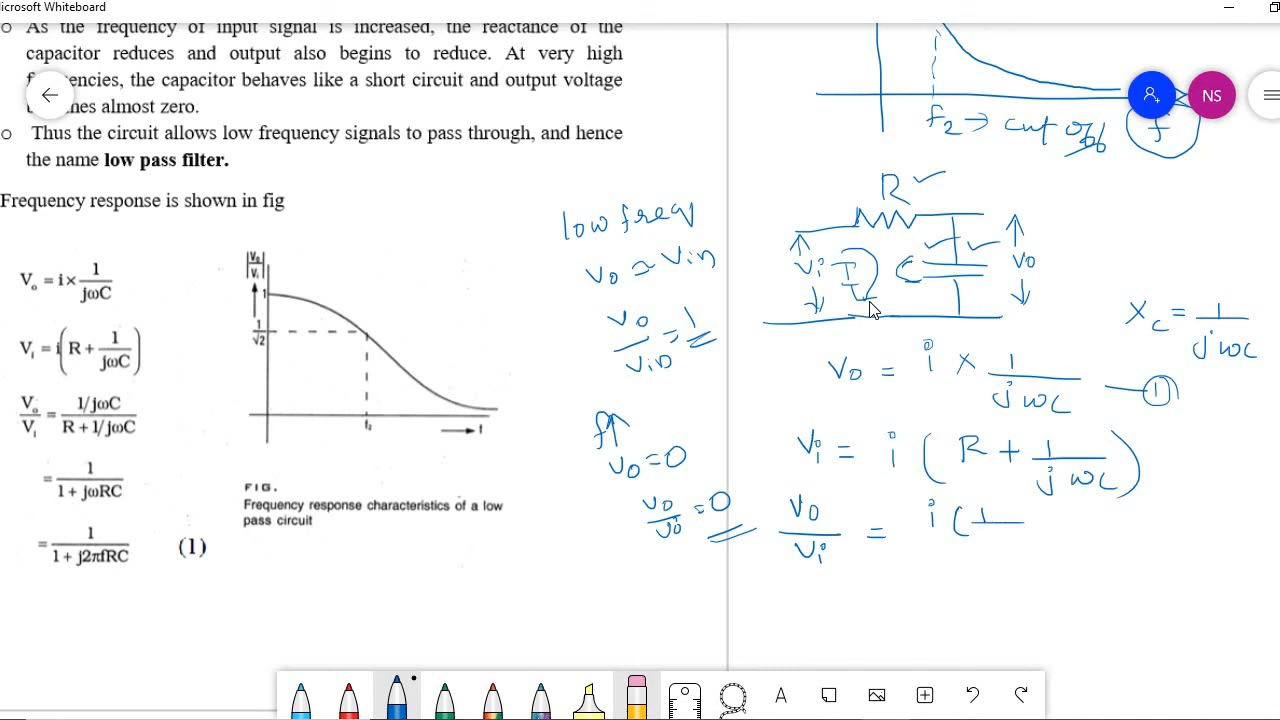 Microsoft Whiteboard
o As the frequency of input signal is increased, the reactance of the
capacitor reduces and output also begins to reduce. At very high
the capacitor behaves like a short circuit and output voltage
almost zero.
o Thus the circuit allows low frequency signals to pass through, and hence
the name low pass filter.
Frequency response is shown in fig
Vo = i × 1/jωC
Vi = i(R + 1/jωC)
Vo/Vi = 1/jωC / R + 1/jωC
= 1 / 1 + jωRC
= 1 / 1 + j2πfRC (1)
|Vo/Vi|
1
1/√2
f2
f
FIG.
Frequency response characteristics of a low
pass circuit
low freq
Vo ≈ Vin
Vo/Vin = 1
f↑
Vo = 0
Vo/Vi = 0
f2 → cut off
f
NS
R
Vi
I
C
Vo
Xc = 1/jωC
Vo = i × 1/jωC — ①
Vi = i (R + 1/jωC)
Vo/Vi = i (1
A